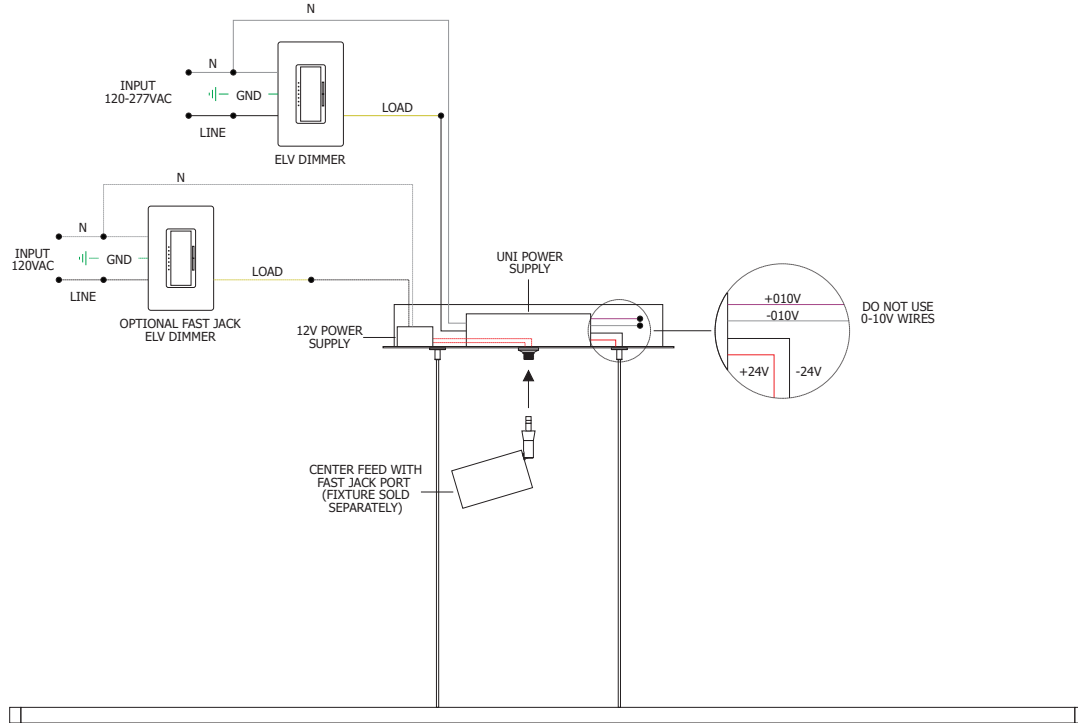 N
N
INPUT
120-277VAC
GND
LOAD
LINE
ELV DIMMER
N
N
INPUT
120VAC
GND
LOAD
LINE
OPTIONAL FAST JACK
ELV DIMMER
UNI POWER
SUPPLY
12V POWER
SUPPLY
+010V
-010V
+24V
-24V
DO NOT USE
0-10V WIRES
CENTER FEED WITH
FAST JACK PORT
(FIXTURE SOLD
SEPARATELY)